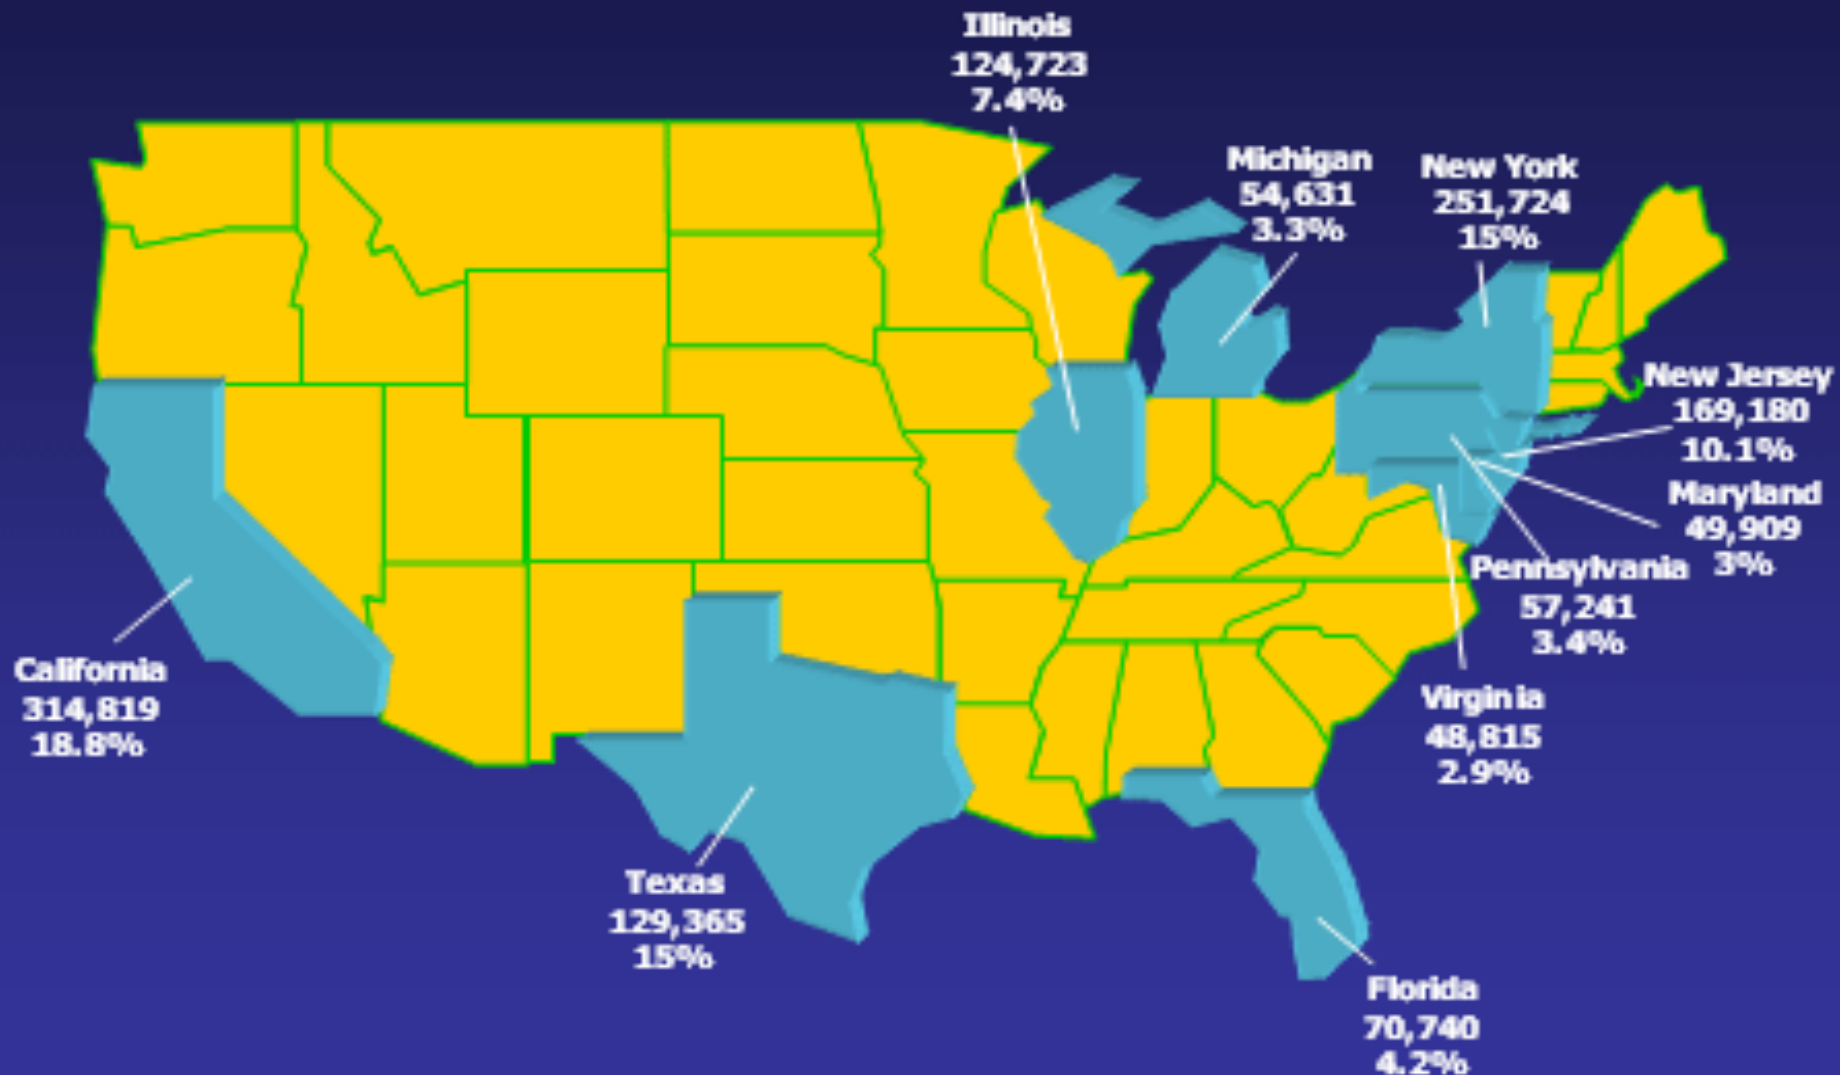 Illinois
124,723
7.4%
Michigan
54,631
3.3%
New York
251,724
15%
New Jersey
169,180
10.1%
Maryland
49,909
3%
Pennsylvania
57,241
3.4%
California
314,819
18.8%
Virginia
48,815
2.9%
Texas
129,365
15%
Florida
70,740
4.2%